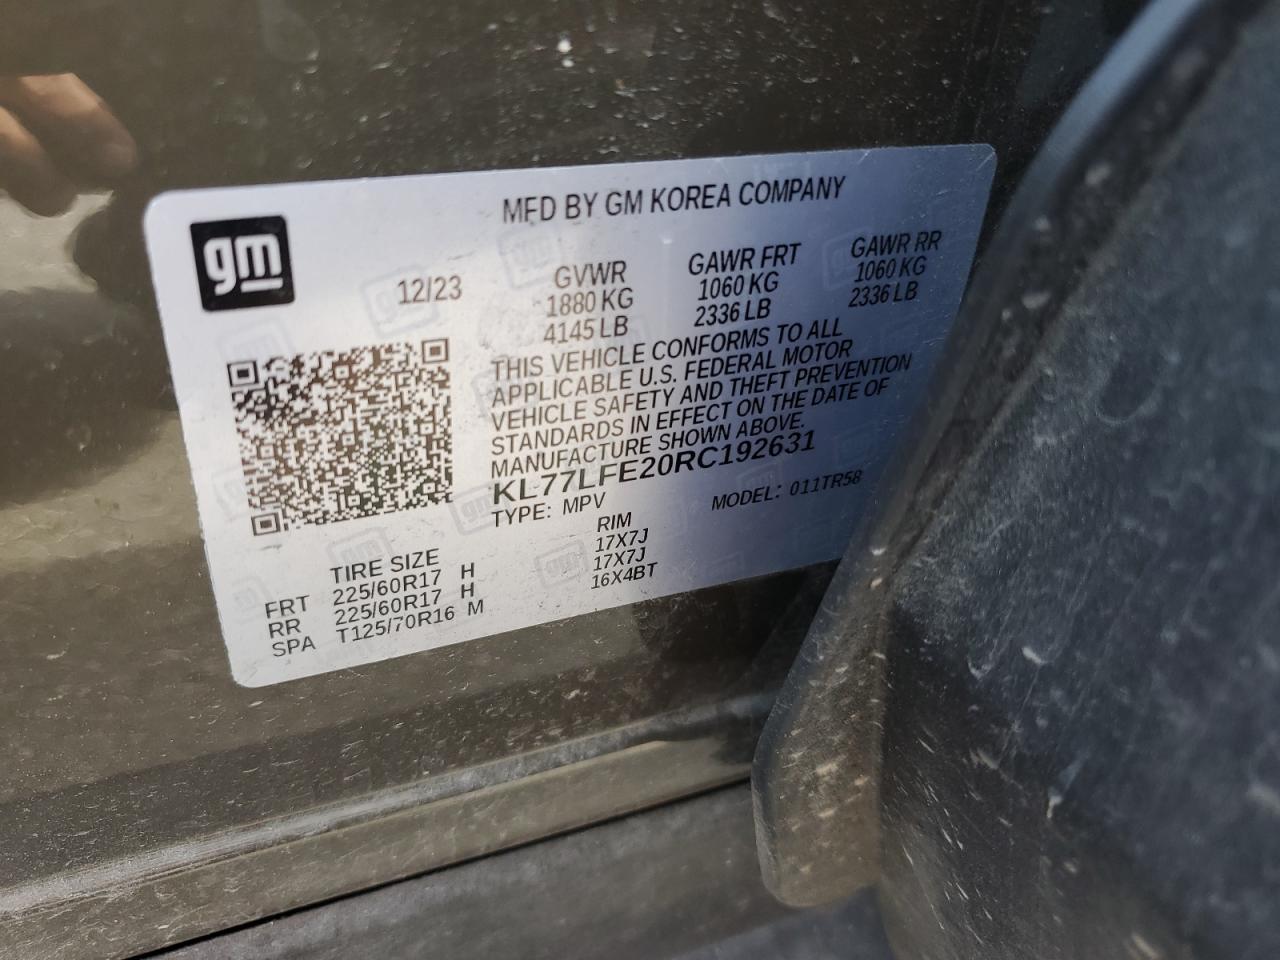 MFD BY GM KOREA COMPANY
gm
12/23
GVWR
1880 KG
4145 LB
GAWR FRT
1060 KG
2336 LB
GAWR RR
1060 KG
2336 LB
THIS VEHICLE CONFORMS TO ALL
APPLICABLE U.S. FEDERAL MOTOR
VEHICLE SAFETY AND THEFT PREVENTION
STANDARDS IN EFFECT ON THE DATE OF
MANUFACTURE SHOWN ABOVE.
KL77LFE20RC192631
TYPE: MPV MODEL: 011TR58
TIRE SIZE RIM
FRT 225/60R17 H 17X7J
RR 225/60R17 H 17X7J
SPA T125/70R16 M 16X4BT